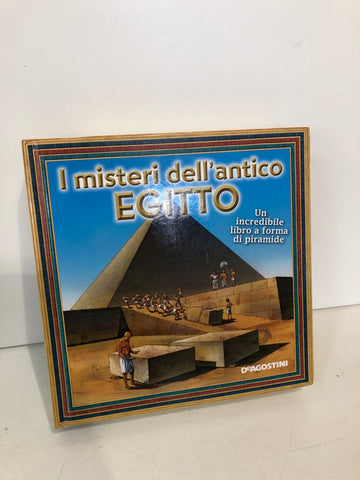 I misteri dell'antico
EGITTO
Un
incredibile
libro a forma
di piramide
DeAGOSTINI